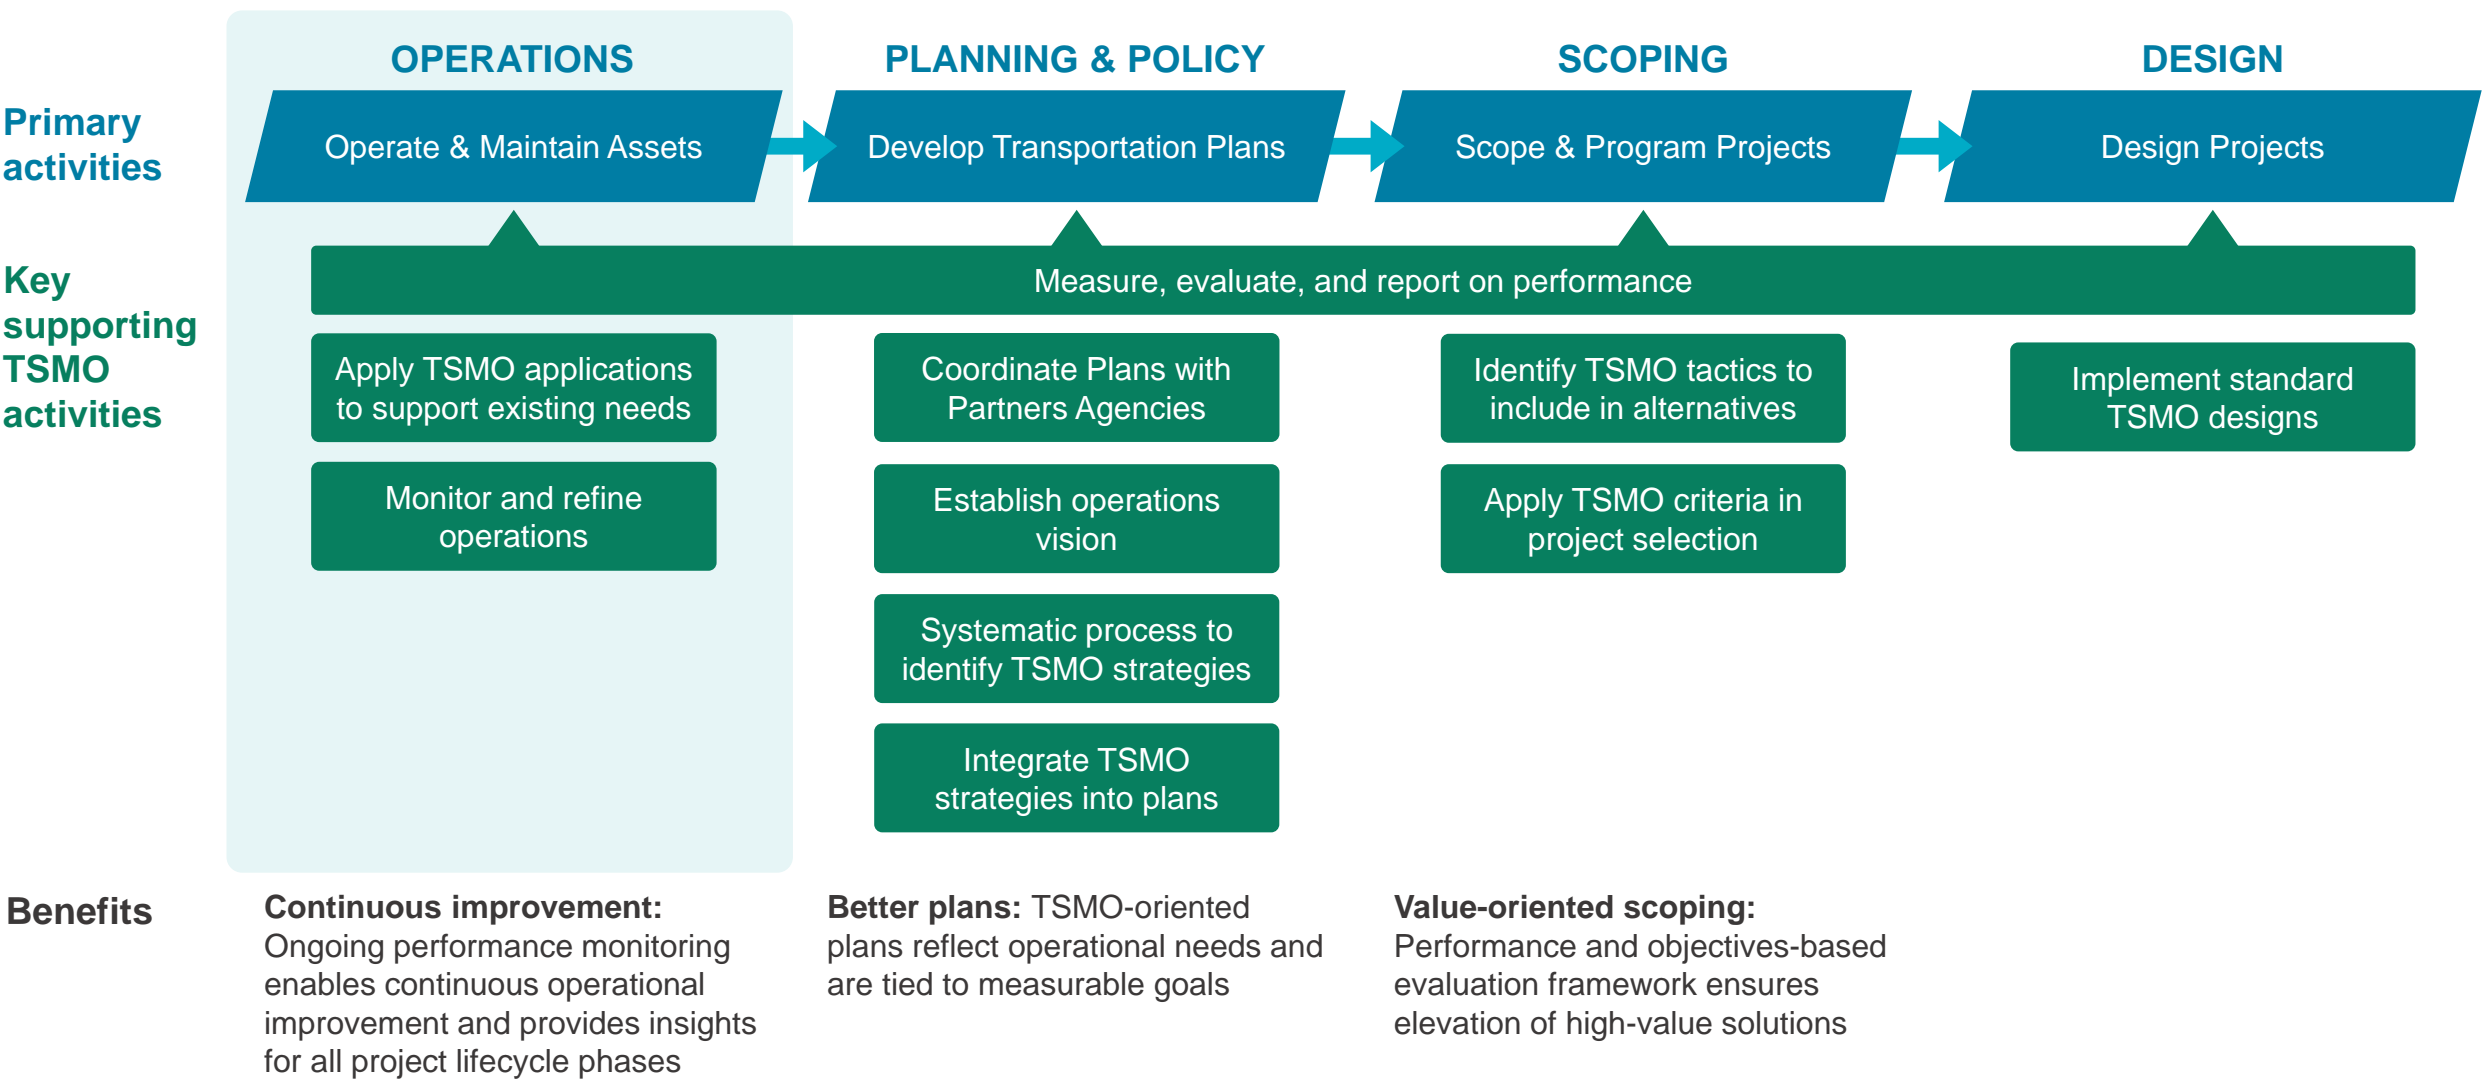 OPERATIONS
PLANNING & POLICY
SCOPING
DESIGN
Primary
activities
Operate & Maintain Assets
Develop Transportation Plans
Scope & Program Projects
Design Projects
Key
supporting
TSMO
activities
Measure, evaluate, and report on performance
Apply TSMO applications
to support existing needs
Monitor and refine
operations
Coordinate Plans with
Partners Agencies
Establish operations
vision
Systematic process to
identify TSMO strategies
Integrate TSMO
strategies into plans
Identify TSMO tactics to
include in alternatives
Apply TSMO criteria in
project selection
Implement standard
TSMO designs
Benefits
Continuous improvement:
Ongoing performance monitoring
enables continuous operational
improvement and provides insights
for all project lifecycle phases
Better plans: TSMO-oriented
plans reflect operational needs and
are tied to measurable goals
Value-oriented scoping:
Performance and objectives-based
evaluation framework ensures
elevation of high-value solutions